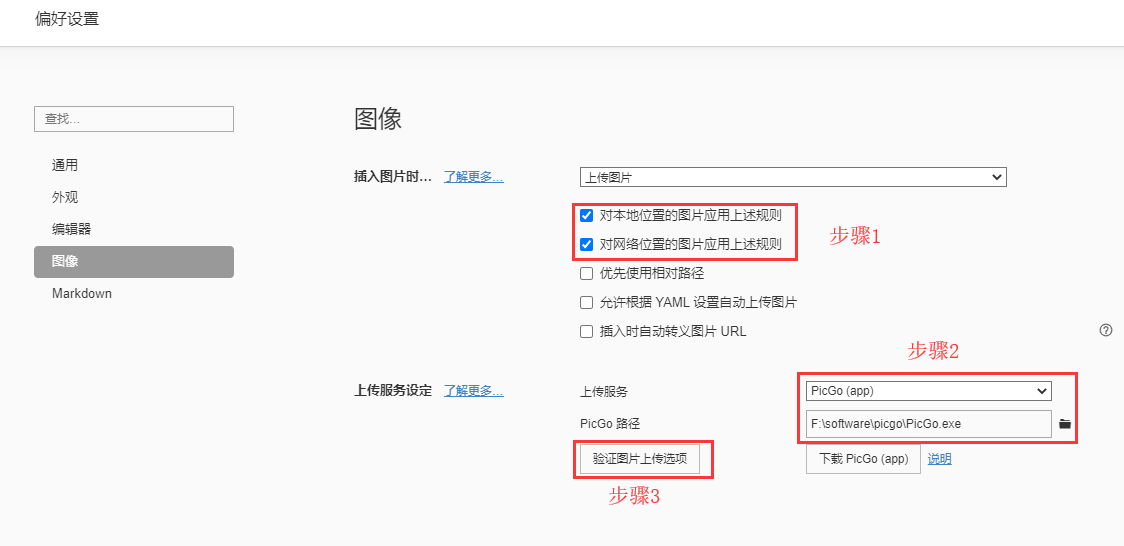 偏好设置
查找...
图像
通用
外观
编辑器
图像
Markdown
插入图片时... 了解更多... 上传图片
对本地位置的图片应用上述规则
对网络位置的图片应用上述规则
步骤1
优先使用相对路径
允许根据 YAML 设置自动上传图片
插入时自动转义图片 URL
步骤2
上传服务设定 了解更多... 上传服务 PicGo (app)
PicGo 路径 F:\software\picgo\PicGo.exe
验证图片上传选项 下载 PicGo (app) 说明
步骤3